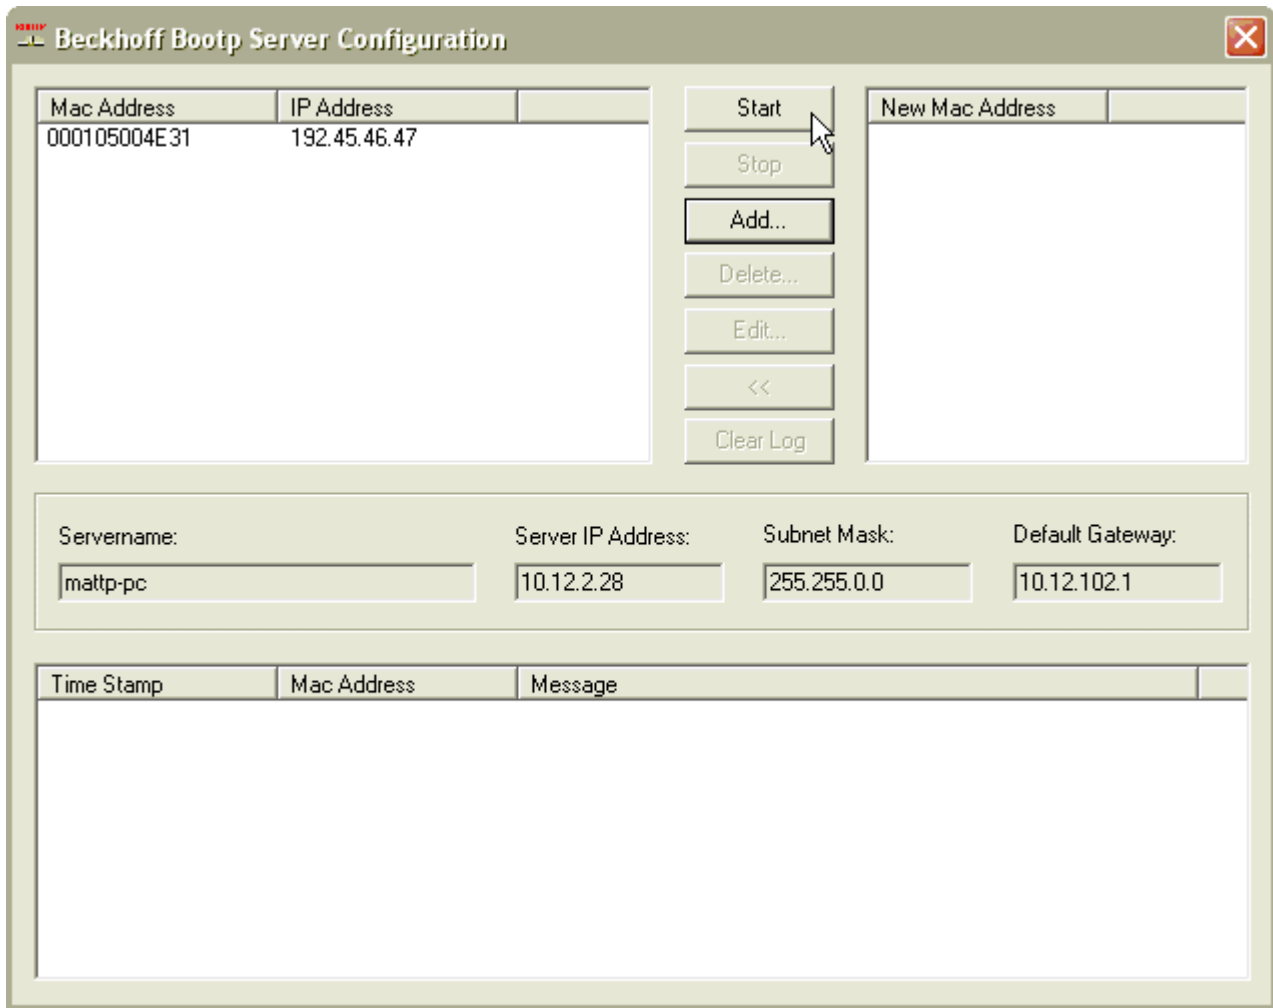 Beckhoff Bootp Server Configuration
Mac Address IP Address
000105004E31 192.45.46.47
Start
Stop
Add...
Delete...
Edit...
<<
Clear Log
New Mac Address
Servername: Server IP Address: Subnet Mask: Default Gateway:
mattp-pc 10.12.2.28 255.255.0.0 10.12.102.1
Time Stamp Mac Address Message